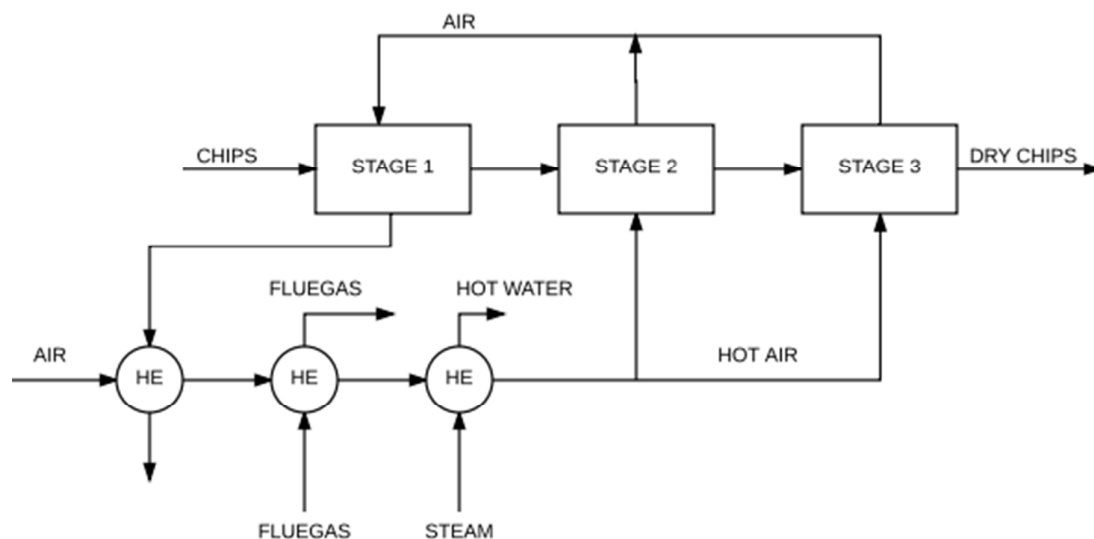 AIR
CHIPS
STAGE 1
STAGE 2
STAGE 3
DRY CHIPS
FLUEGAS
HOT WATER
AIR
HE
HE
HE
HOT AIR
FLUEGAS
STEAM